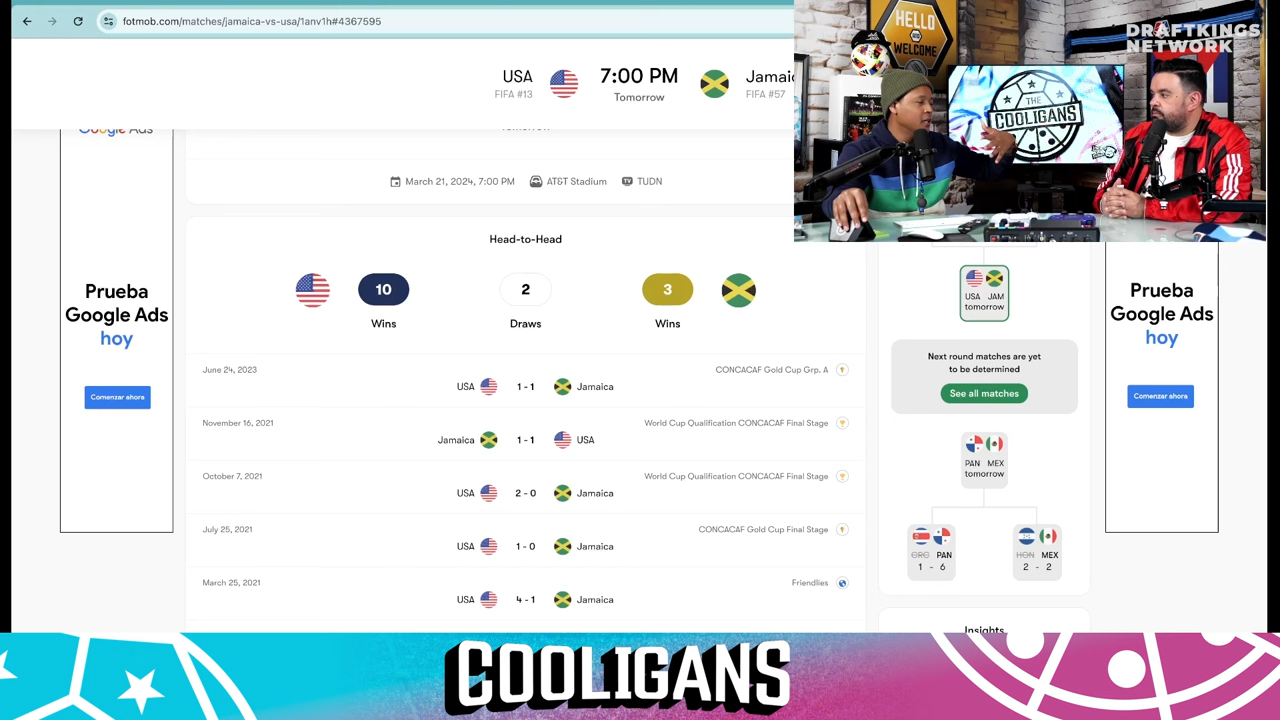 fotmob.com/matches/jamaica-vs-usa/1anv1h#4367595
USA
FIFA #13
7:00 PM
Tomorrow
Jamaic
FIFA #57
HELLO
WELCOME
DRAFTKINGS
NETWORK
THE
COOLIGANS
Google Ads
Tomorrow
March 21, 2024, 7:00 PM AT&T Stadium TUDN
Head-to-Head
10 2 3
Wins Draws Wins
June 24, 2023 CONCACAF Gold Cup Grp. A
USA 1 - 1 Jamaica
November 16, 2021 World Cup Qualification CONCACAF Final Stage
Jamaica 1 - 1 USA
October 7, 2021 World Cup Qualification CONCACAF Final Stage
USA 2 - 0 Jamaica
July 25, 2021 CONCACAF Gold Cup Final Stage
USA 1 - 0 Jamaica
March 25, 2021 Friendlies
USA 4 - 1 Jamaica
Prueba
Google Ads
hoy
Comenzar ahora
USA JAM
tomorrow
Next round matches are yet
to be determined
See all matches
PAN MEX
tomorrow
CRC PAN
1 - 6
HON MEX
2 - 2
Insights
Prueba
Google Ads
hoy
Comenzar ahora
COOLIGANS